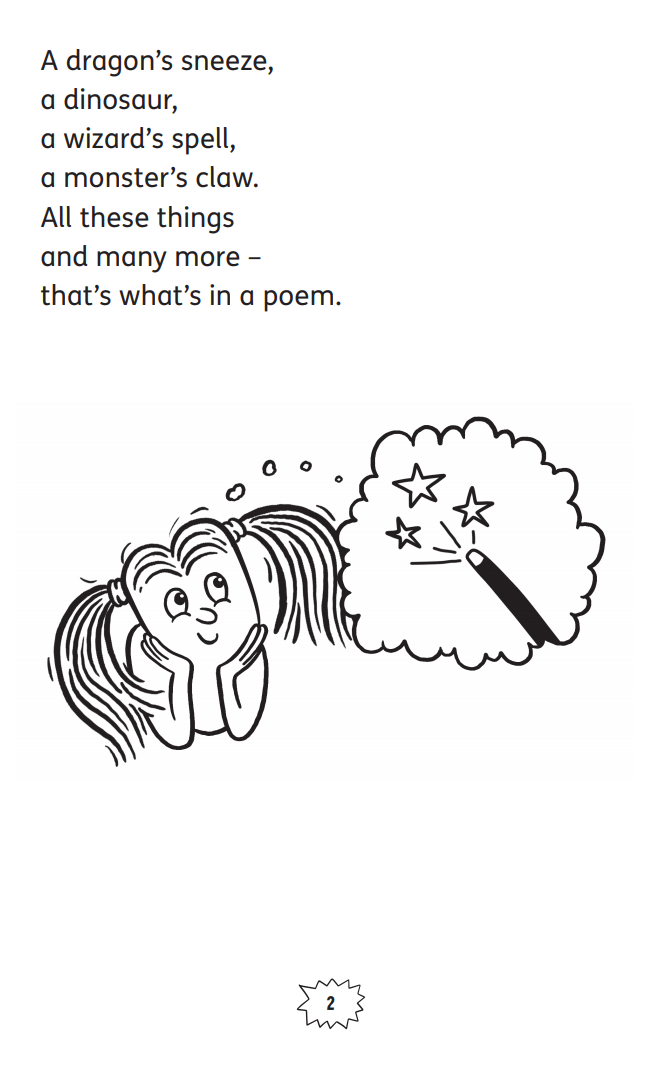 A dragon’s sneeze,
a dinosaur,
a wizard’s spell,
a monster’s claw.
All these things
and many more –
that’s what’s in a poem.
2